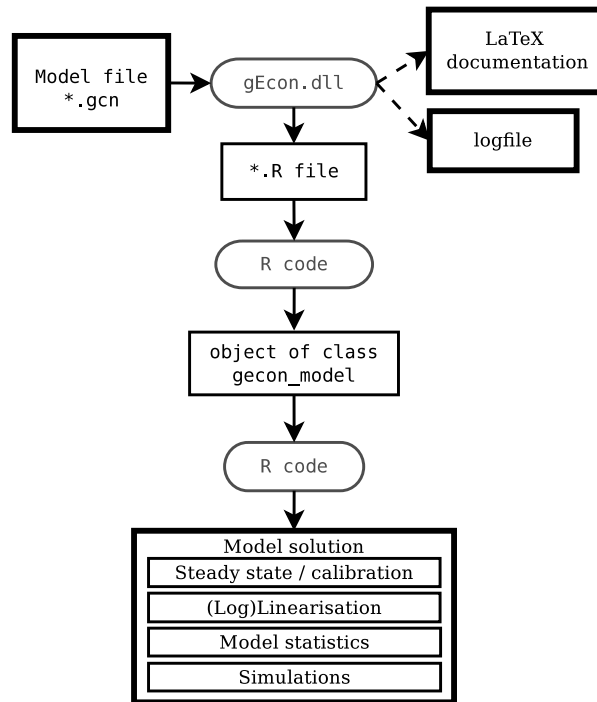 Model file
*.gcn
gEcon.dll
LaTeX
documentation
logfile
*.R file
R code
object of class
gecon_model
R code
Model solution
Steady state / calibration
(Log)Linearisation
Model statistics
Simulations